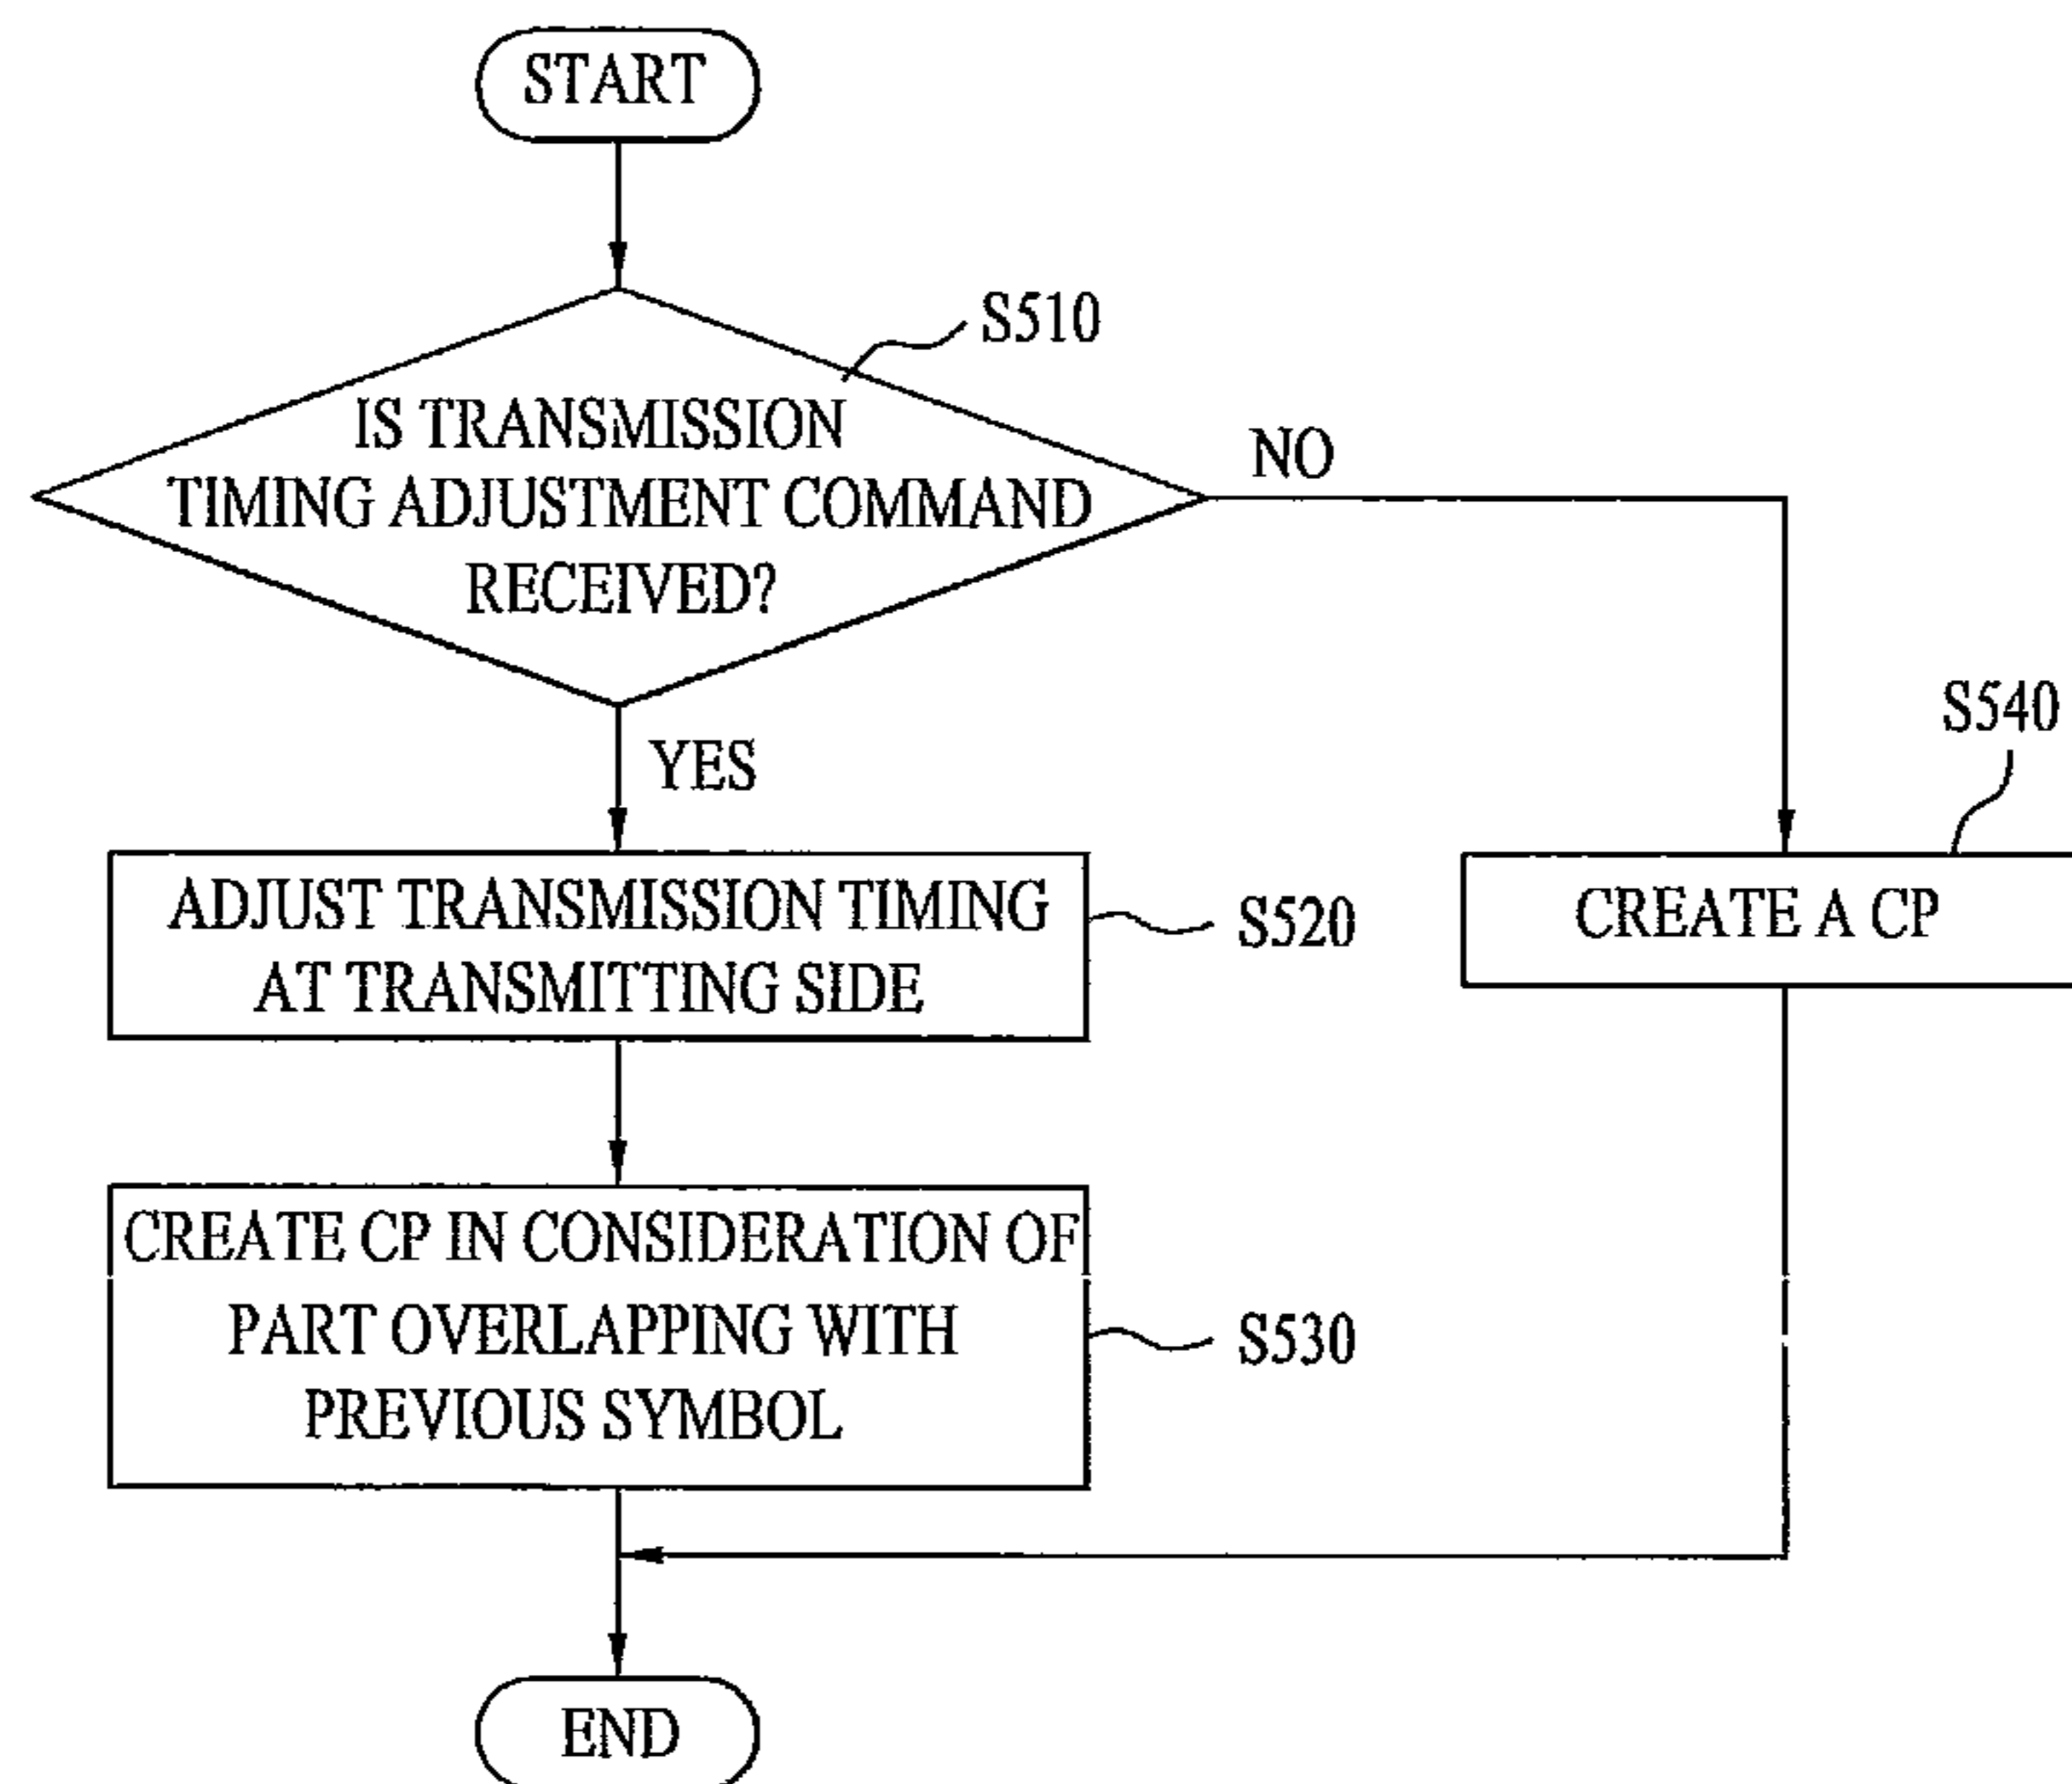 START
S510
IS TRANSMISSION
TIMING ADJUSTMENT COMMAND
RECEIVED?
NO
YES
S540
ADJUST TRANSMISSION TIMING
AT TRANSMITTING SIDE
S520
CREATE A CP
CREATE CP IN CONSIDERATION OF
PART OVERLAPPING WITH
PREVIOUS SYMBOL
S530
END